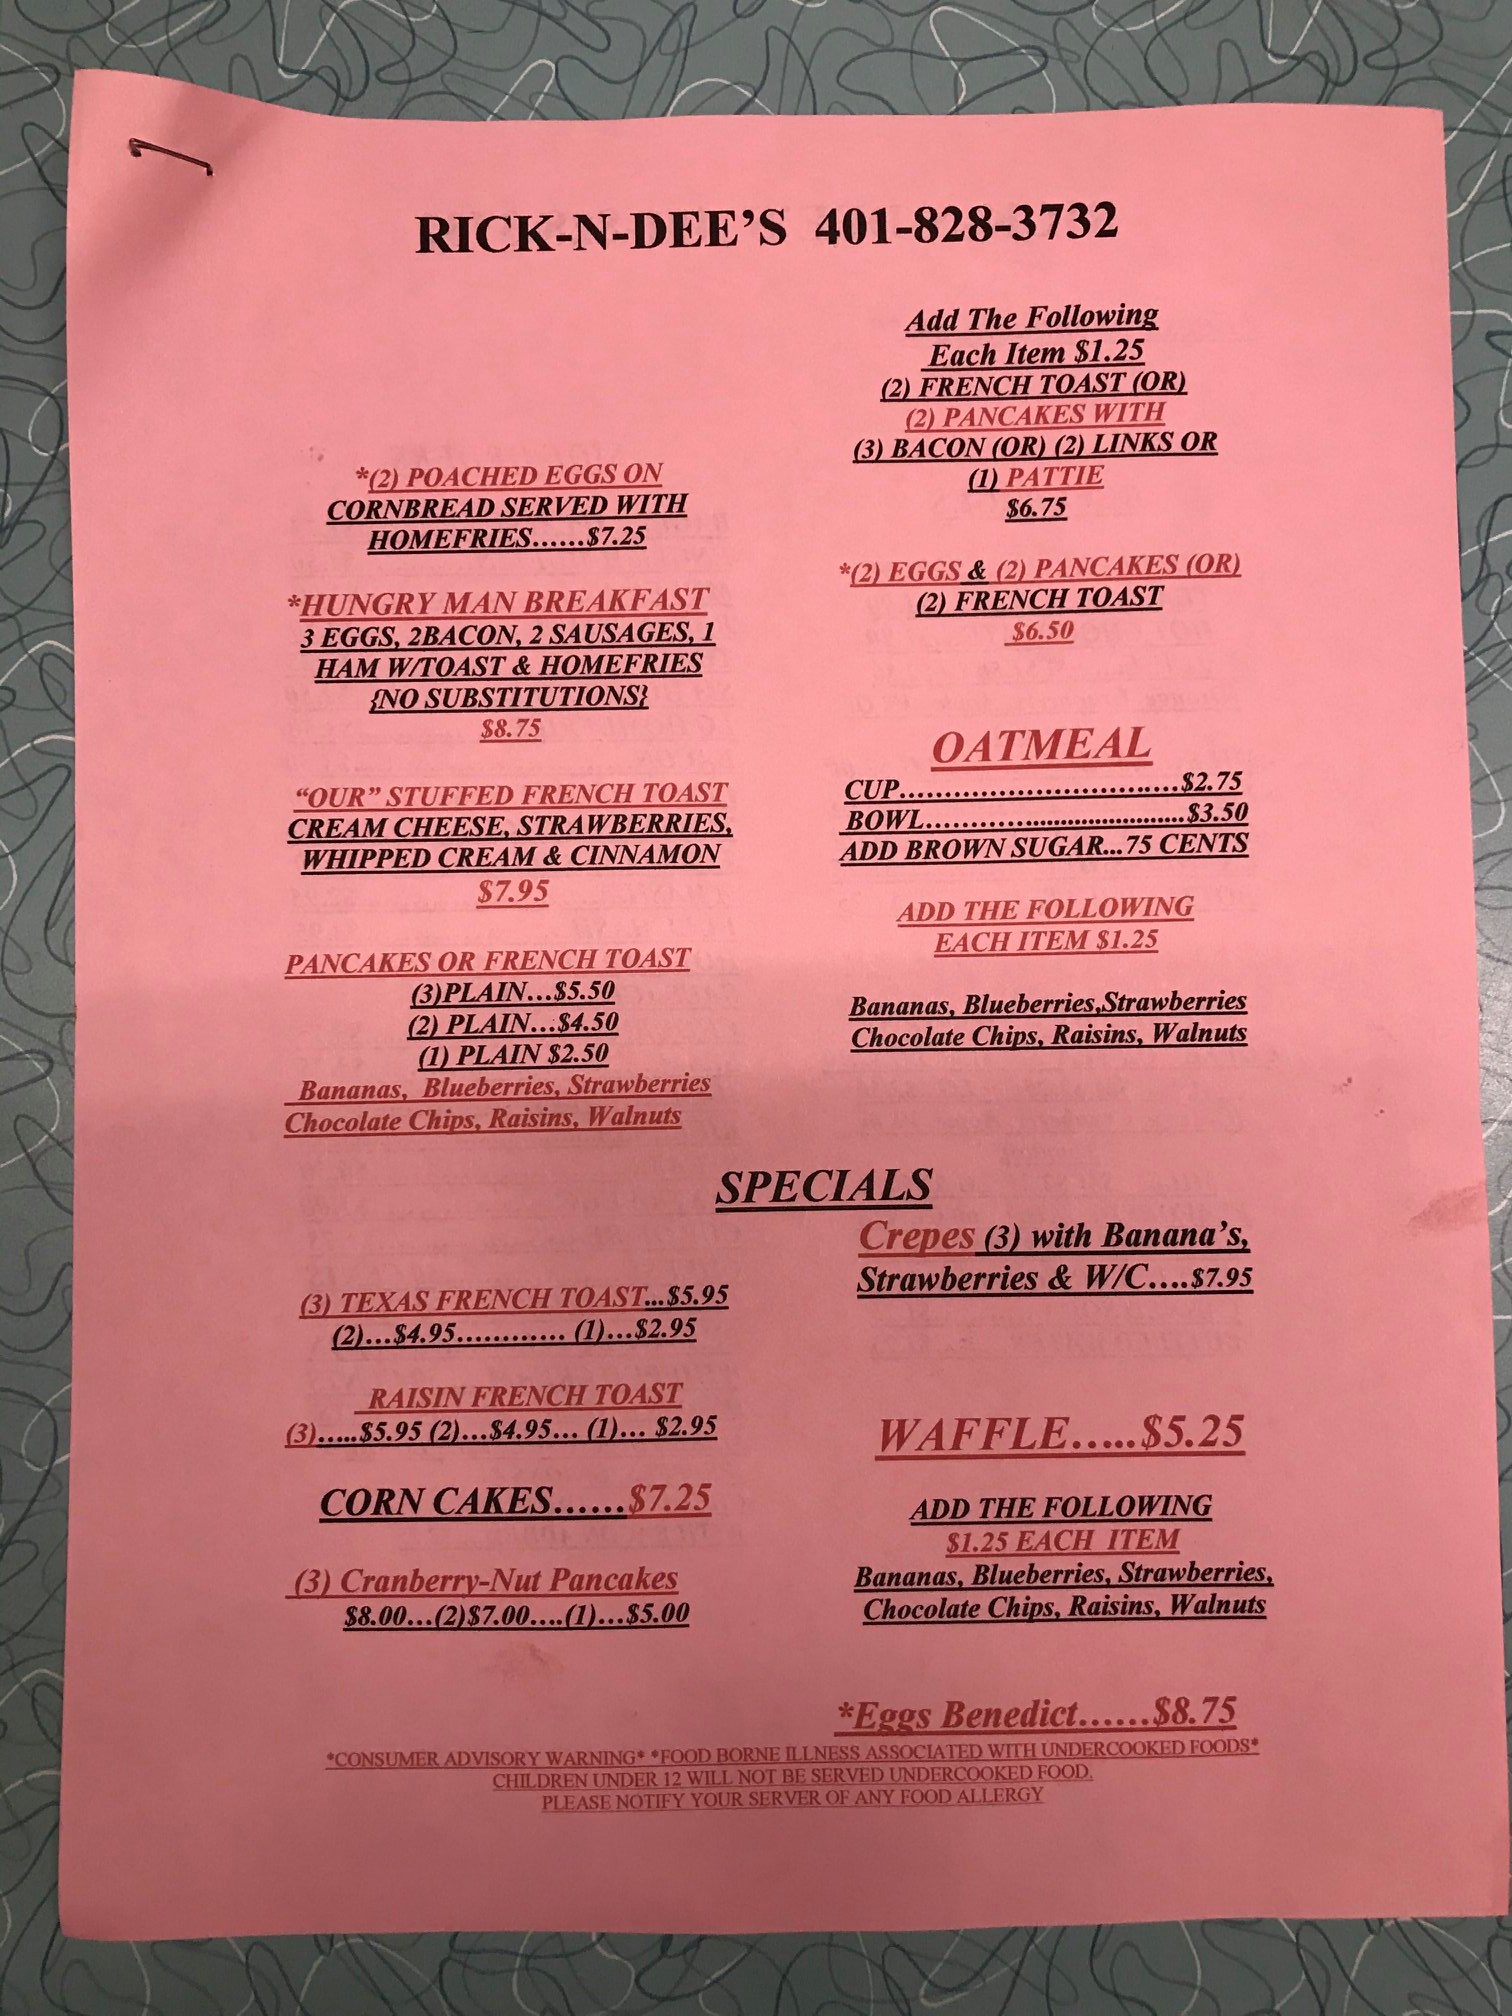 RICK-N-DEE'S 401-828-3732
*(2) POACHED EGGS ON
CORNBREAD SERVED WITH
HOMEFRIES......$7.25
*HUNGRY MAN BREAKFAST
3 EGGS, 2BACON, 2 SAUSAGES, 1
HAM W/TOAST & HOMEFRIES
{NO SUBSTITUTIONS}
$8.75
"OUR" STUFFED FRENCH TOAST
CREAM CHEESE, STRAWBERRIES,
WHIPPED CREAM & CINNAMON
$7.95
PANCAKES OR FRENCH TOAST
(3)PLAIN...$5.50
(2) PLAIN...$4.50
(1) PLAIN $2.50
Bananas, Blueberries, Strawberries
Chocolate Chips, Raisins, Walnuts
Add The Following
Each Item $1.25
(2) FRENCH TOAST (OR)
(2) PANCAKES WITH
(3) BACON (OR) (2) LINKS OR
(1) PATTIE
$6.75
*(2) EGGS & (2) PANCAKES (OR)
(2) FRENCH TOAST
$6.50
OATMEAL
CUP..............................$2.75
BOWL....................................$3.50
ADD BROWN SUGAR...75 CENTS
ADD THE FOLLOWING
EACH ITEM $1.25
Bananas, Blueberries,Strawberries
Chocolate Chips, Raisins, Walnuts
SPECIALS
(3) TEXAS FRENCH TOAST...$5.95
(2)...$4.95............ (1)...$2.95
RAISIN FRENCH TOAST
(3).....$5.95 (2)...$4.95... (1)... $2.95
CORN CAKES......$7.25
(3) Cranberry-Nut Pancakes
$8.00...(2)$7.00....(1)...$5.00
Crepes (3) with Banana's,
Strawberries & W/C....$7.95
WAFFLE.....$5.25
ADD THE FOLLOWING
$1.25 EACH ITEM
Bananas, Blueberries, Strawberries,
Chocolate Chips, Raisins, Walnuts
*Eggs Benedict......$8.75
*CONSUMER ADVISORY WARNING* *FOOD BORNE ILLNESS ASSOCIATED WITH UNDERCOOKED FOODS*
CHILDREN UNDER 12 WILL NOT BE SERVED UNDERCOOKED FOOD.
PLEASE NOTIFY YOUR SERVER OF ANY FOOD ALLERGY